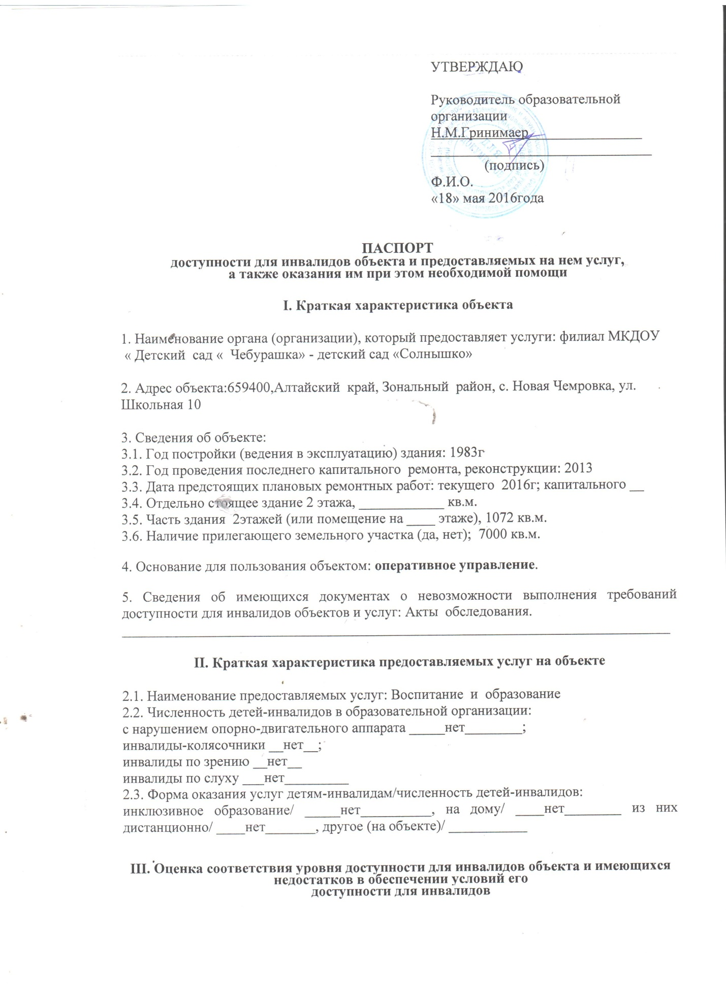 УТВЕРЖДАЮ
Руководитель образовательной
организации
Н.М.Гринимаер________________
_______________________________
(подпись)
Ф.И.О.
«18» мая 2016года
ПАСПОРТ
доступности для инвалидов объекта и предоставляемых на нем услуг,
а также оказания им при этом необходимой помощи
I. Краткая характеристика объекта
1. Наименование органа (организации), который предоставляет услуги: филиал МКДОУ
« Детский сад « Чебурашка» - детский сад «Солнышко»
2. Адрес объекта:659400,Алтайский край, Зональный район, с. Новая Чемровка, ул.
Школьная 10
3. Сведения об объекте:
3.1. Год постройки (ведения в эксплуатацию) здания: 1983г
3.2. Год проведения последнего капитального ремонта, реконструкции: 2013
3.3. Дата предстоящих плановых ремонтных работ: текущего 2016г; капитального __
3.4. Отдельно стоящее здание 2 этажа, ____________ кв.м.
3.5. Часть здания 2этажей (или помещение на ____ этаже), 1072 кв.м.
3.6. Наличие прилегающего земельного участка (да, нет); 7000 кв.м.
4. Основание для пользования объектом: оперативное управление.
5. Сведения об имеющихся документах о невозможности выполнения требований
доступности для инвалидов объектов и услуг: Акты обследования.
_____________________________________________________________________________
II. Краткая характеристика предоставляемых услуг на объекте
2.1. Наименование предоставляемых услуг: Воспитание и образование
2.2. Численность детей-инвалидов в образовательной организации:
с нарушением опорно-двигательного аппарата _____нет________;
инвалиды-колясочники __нет__;
инвалиды по зрению __нет__
инвалиды по слуху ___нет_________
2.3. Форма оказания услуг детям-инвалидам/численность детей-инвалидов:
инклюзивное образование/ _____нет__________, на дому/ ____нет________ из них
дистанционно/ ____нет_______, другое (на объекте)/ ___________
III. Оценка соответствия уровня доступности для инвалидов объекта и имеющихся
недостатков в обеспечении условий его
доступности для инвалидов